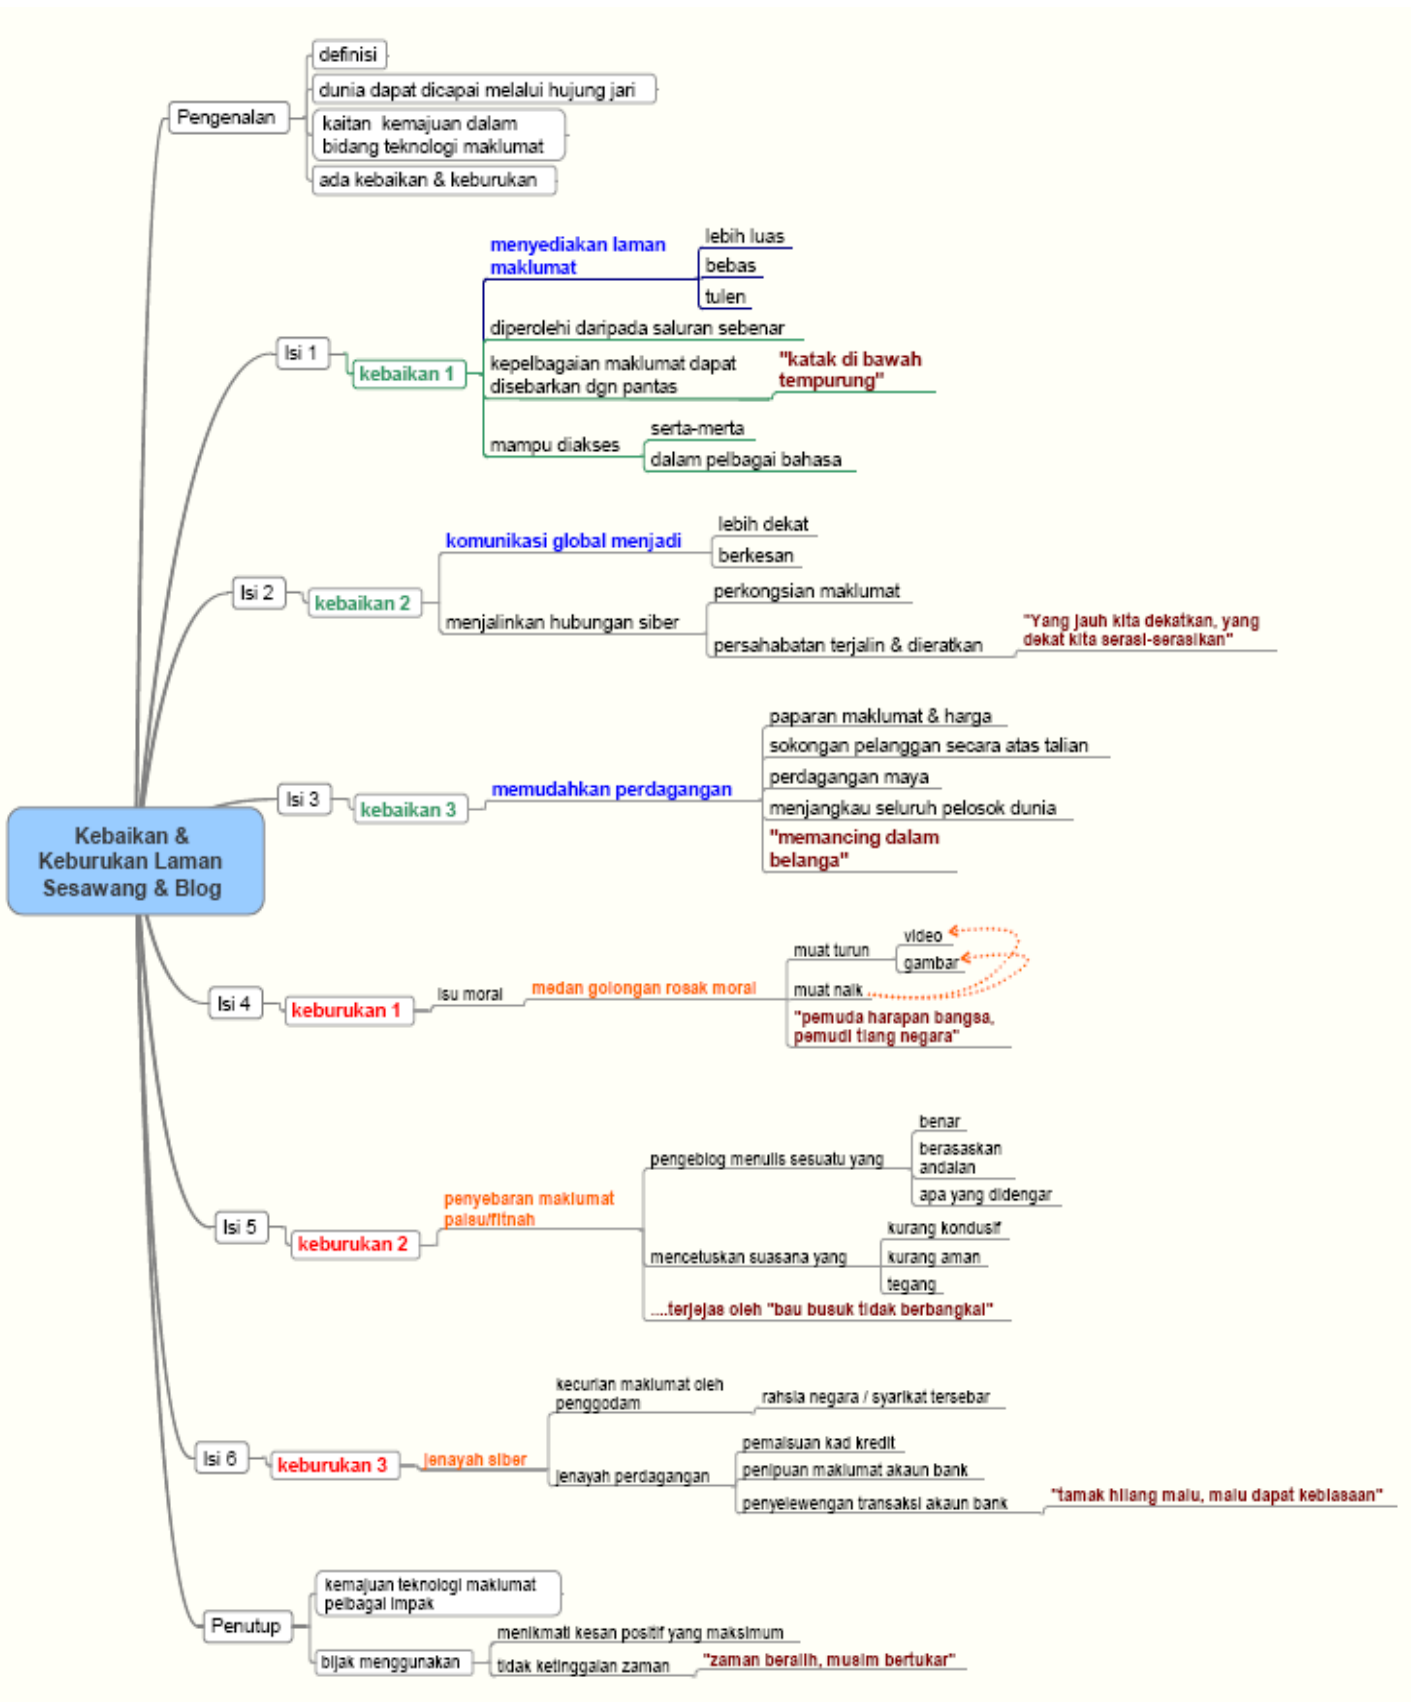 definisi
dunia dapat dicapai melalui hujung jari
Pengenalan
kaitan kemajuan dalam
bidang teknologi maklumat
ada kebaikan & keburukan
menyediakan laman
maklumat
lebih luas
bebas
tulen
diperolehi daripada saluran sebenar
Isi 1
kebaikan 1
kepelbagaian maklumat dapat
disebarkan dgn pantas
"katak di bawah
tempurung"
mampu diakses
serta-merta
dalam pelbagai bahasa
komunikasi global menjadi
lebih dekat
berkesan
Isi 2
kebaikan 2
menjalinkan hubungan siber
perkongsian maklumat
persahabatan terjalin & dieratkan
"Yang jauh kita dekatkan, yang
dekat kita serasi-serasikan"
Isi 3
kebaikan 3
memudahkan perdagangan
paparan maklumat & harga
sokongan pelanggan secara atas talian
perdagangan maya
menjangkau seluruh pelosok dunia
"memancing dalam
belanga"
Kebaikan &
Keburukan Laman
Sesawang & Blog
Isi 4
keburukan 1
isu moral
medan golongan rosak moral
muat turun
video
gambar
muat naik
"pemuda harapan bangsa,
pemudi tiang negara"
Isi 5
keburukan 2
penyebaran maklumat
palsu/fitnah
pengeblog menulis sesuatu yang
benar
berasaskan
andaian
apa yang didengar
mencetuskan suasana yang
kurang kondusif
kurang aman
tegang
....terjejas oleh "bau busuk tidak berbangkai"
Isi 6
keburukan 3
jenayah siber
kecurian maklumat oleh
penggodam
rahsia negara / syarikat tersebar
jenayah perdagangan
pemalsuan kad kredit
penipuan maklumat akaun bank
penyelewengan transaksi akaun bank
"tamak hilang malu, malu dapat kebiasaan"
Penutup
kemajuan teknologi maklumat
pelbagai impak
bijak menggunakan
menikmati kesan positif yang maksimum
tidak ketinggalan zaman
"zaman beralih, musim bertukar"